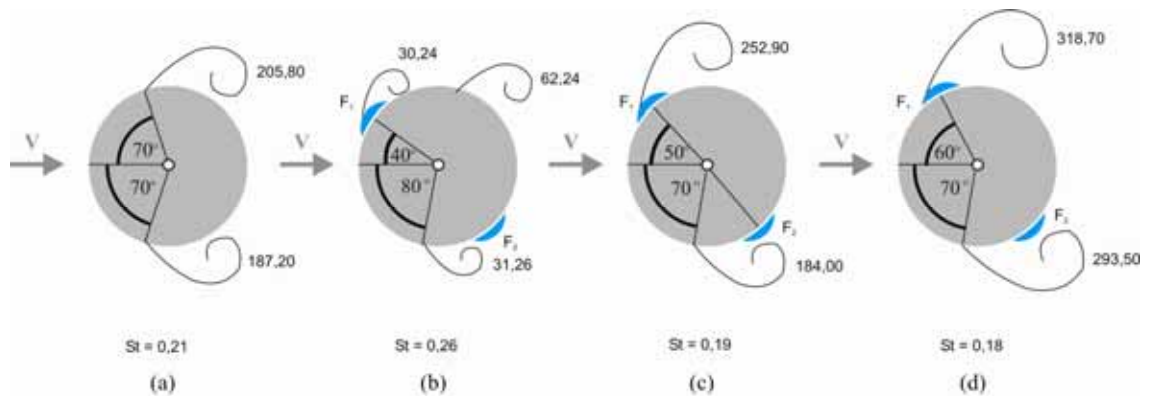 V
205,80
70°
70°
187,20
St = 0,21
(a)
V
30,24
62,24
F₁
40°
80°
F₂
31,26
St = 0,26
(b)
V
252,90
F₁
50°
70°
F₂
184,00
St = 0,19
(c)
V
318,70
F₁
60°
70°
F₂
293,50
St = 0,18
(d)